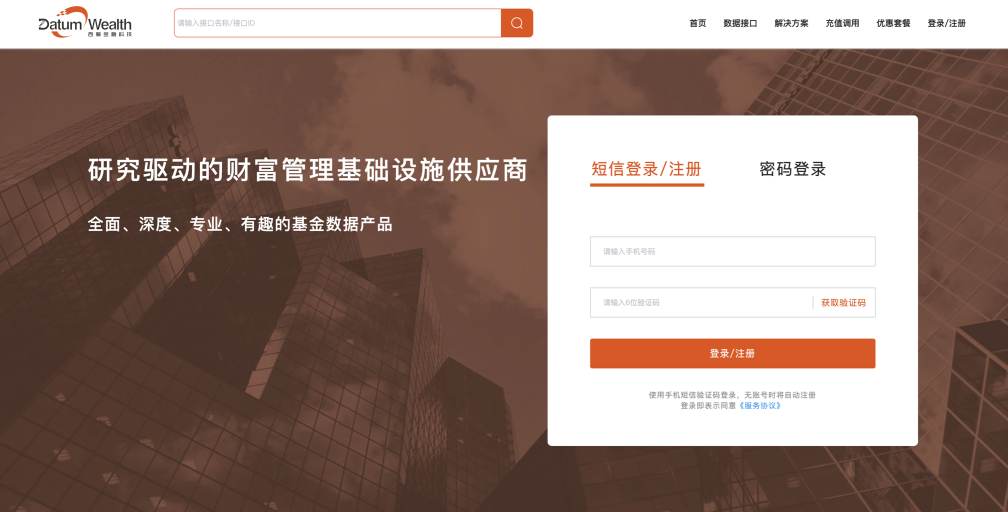 Datum Wealth
请输入接口名称/接口ID
首页
数据接口
解决方案
充值调用
优惠套餐
登录/注册
研究驱动的财富管理基础设施供应商
全面、深度、专业、有趣的基金数据产品
短信登录/注册
密码登录
请输入手机号码
请输入6位验证码
获取验证码
登录/注册
使用手机短信验证码登录，无账号时将自动注册
登录即表示同意《服务协议》